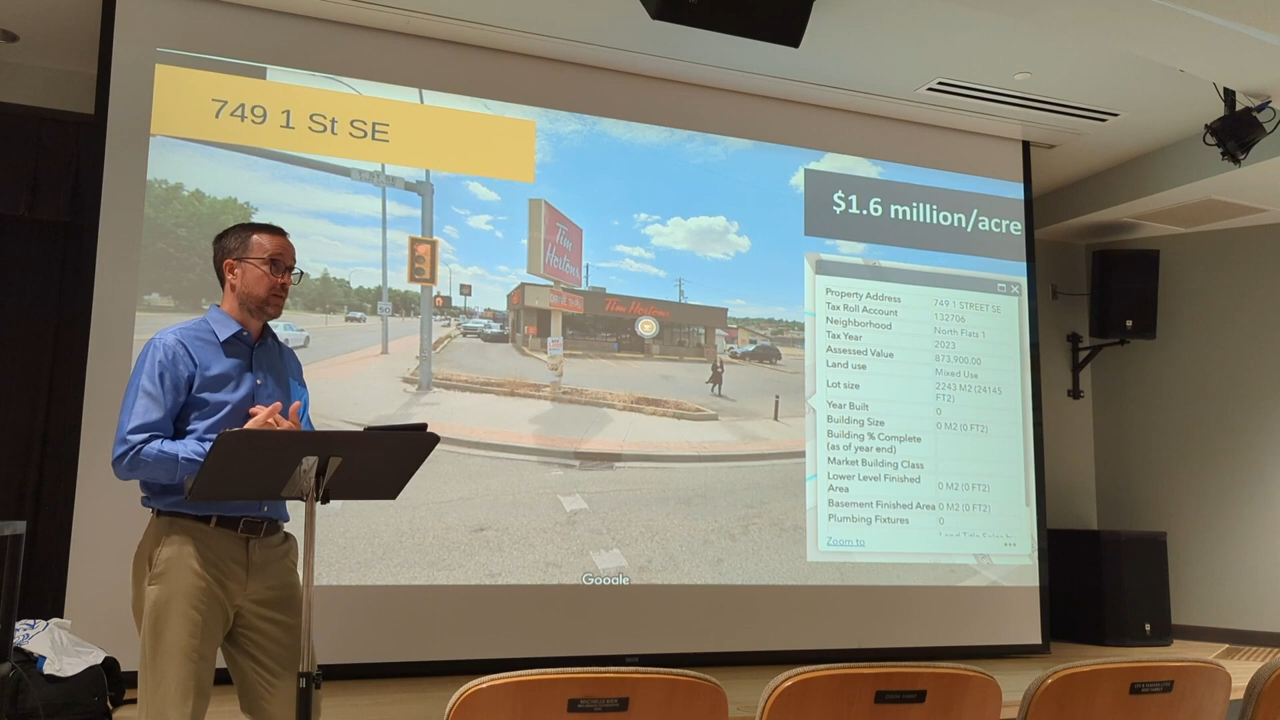 749 1 St SE
$1.6 million/acre
Tim
Hortons
DRIVE THRU
Tim Hortons
50
Property Address 749 1 STREET SE
Tax Roll Account 132706
Neighborhood North Flats 1
Tax Year 2023
Assessed Value 873,900.00
Land use Mixed Use
Lot size 2243 M2 (24145
FT2)
Year Built 0
Building Size 0 M2 (0 FT2)
Building % Complete
(as of year end)
Market Building Class
Lower Level Finished
Area 0 M2 (0 FT2)
Basement Finished Area 0 M2 (0 FT2)
Plumbing Fixtures 0
Zoom to
Google